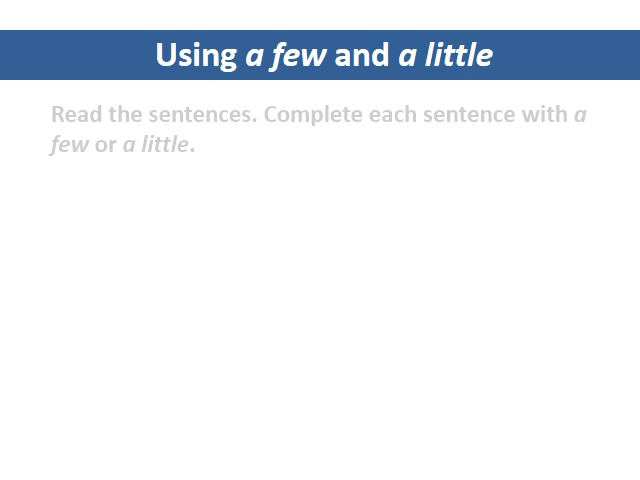 Using a few and a little
Read the sentences. Complete each sentence with a
few or a little.